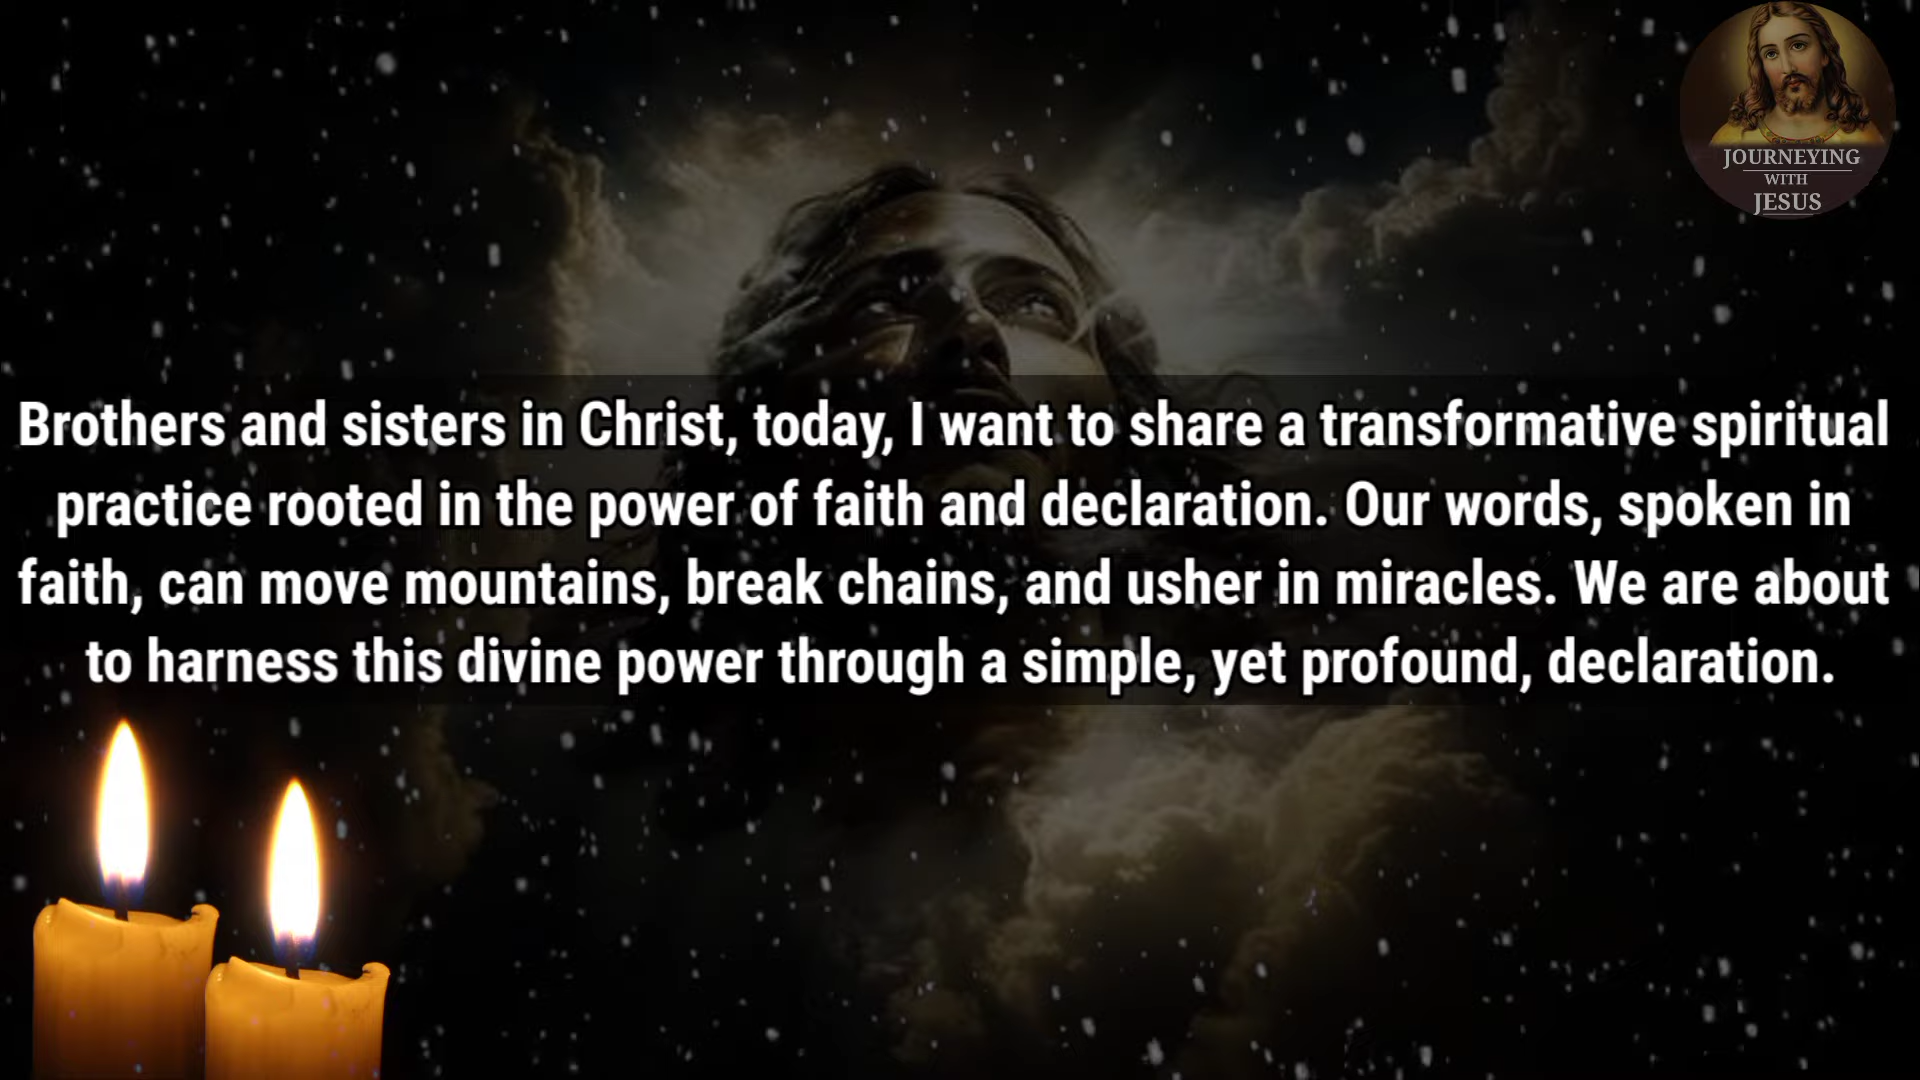 JOURNEYING
WITH
JESUS
Brothers and sisters in Christ, today, I want to share a transformative spiritual
practice rooted in the power of faith and declaration. Our words, spoken in
faith, can move mountains, break chains, and usher in miracles. We are about
to harness this divine power through a simple, yet profound, declaration.